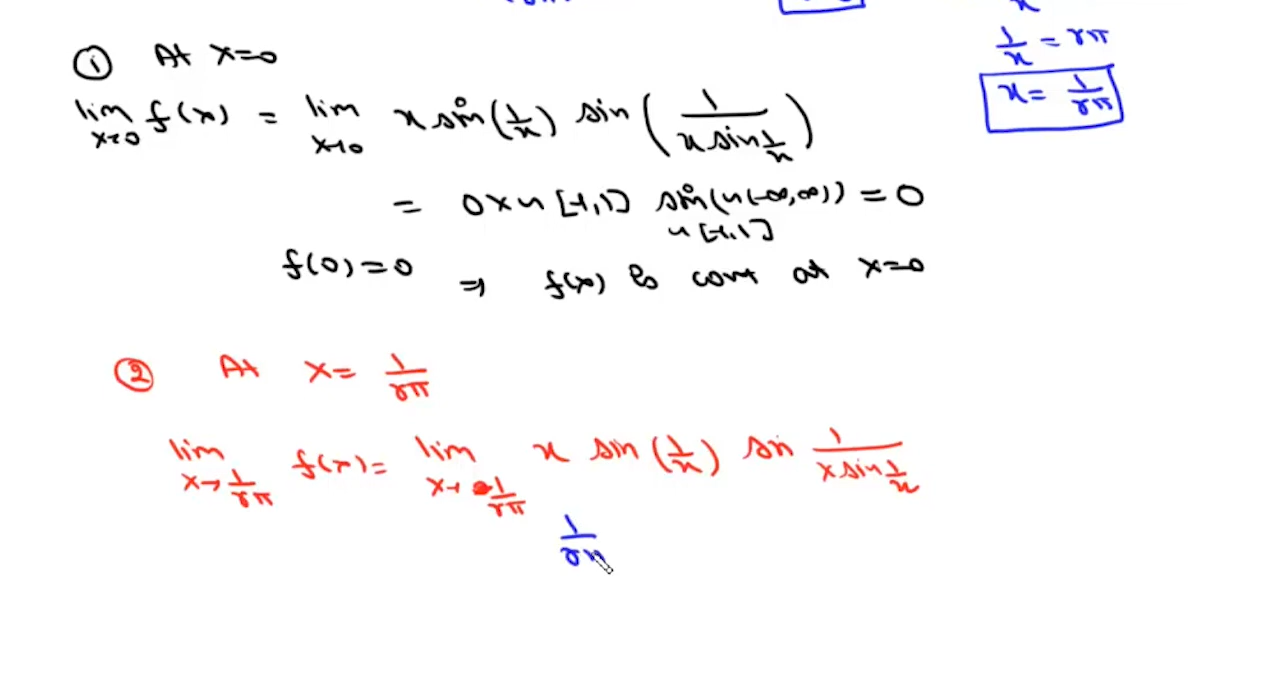 1/x = rπ
x = 1/(rπ)
① At x=0
lim x→0 f(x) = lim x→0 x sin(1/x) sin(1/(x sin 1/x))
= 0×n [-1,1] sin(n(-∞,∞)) = 0
n [-1,1]
f(0)=0 ⇒ f(x) is cont at x=0
② At x = 1/(rπ)
lim x→1/(rπ) f(x) = lim x→1/(rπ) x sin(1/x) sin 1/(x sin 1/x)
1/rπ